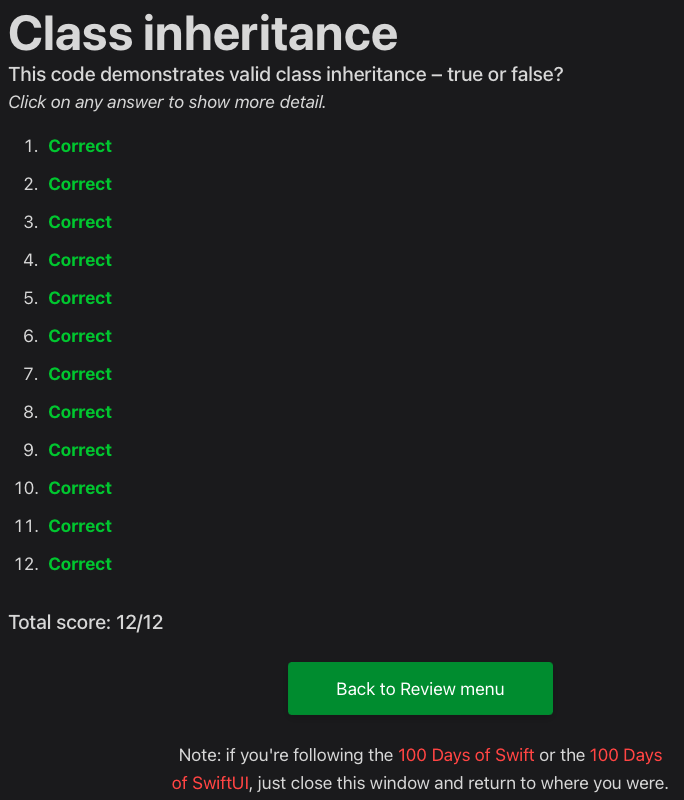 Class inheritance
This code demonstrates valid class inheritance – true or false?
Click on any answer to show more detail.
1. Correct
2. Correct
3. Correct
4. Correct
5. Correct
6. Correct
7. Correct
8. Correct
9. Correct
10. Correct
11. Correct
12. Correct
Total score: 12/12
Back to Review menu
Note: if you're following the 100 Days of Swift or the 100 Days
of SwiftUI, just close this window and return to where you were.